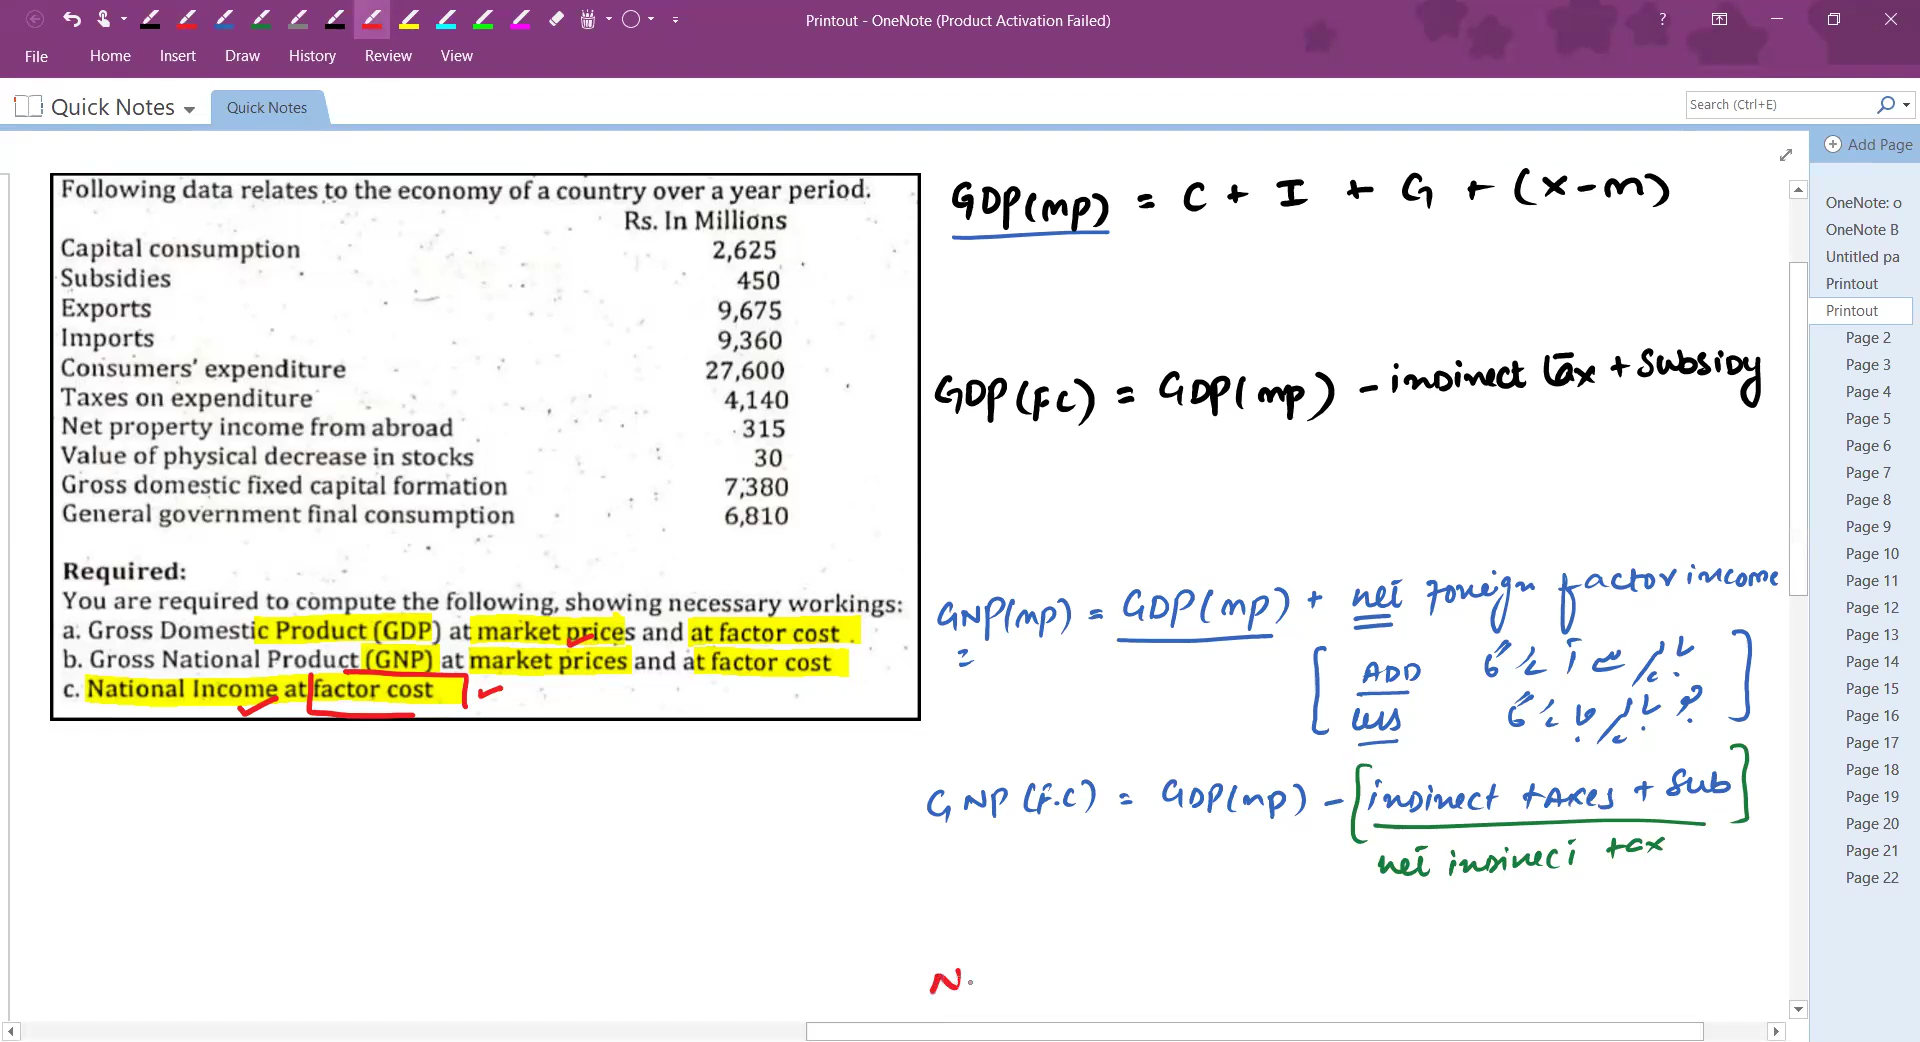 Printout - OneNote (Product Activation Failed)
?
File Home Insert Draw History Review View
Quick Notes
Quick Notes
Search (Ctrl+E)
Add Page
Following data relates to the economy of a country over a year period.
Rs. In Millions
Capital consumption 2,625
Subsidies 450
Exports 9,675
Imports 9,360
Consumers' expenditure 27,600
Taxes on expenditure 4,140
Net property income from abroad 315
Value of physical decrease in stocks 30
Gross domestic fixed capital formation 7,380
General government final consumption 6,810
Required:
You are required to compute the following, showing necessary workings:
a. Gross Domestic Product (GDP) at market prices and at factor cost
b. Gross National Product (GNP) at market prices and at factor cost
c. National Income at factor cost
GDP(mp) = C + I + G + (x-m)
GDP(FC) = GDP(mp) - indirect tax + subsidy
GNP(mp) = GDP(mp) + net foreign factor income
ADD
less
GNP (F.C) = GDP(mp) - [indirect taxes + Sub]
net indirect tax
N
OneNote: o
OneNote B
Untitled pa
Printout
Printout
Page 2
Page 3
Page 4
Page 5
Page 6
Page 7
Page 8
Page 9
Page 10
Page 11
Page 12
Page 13
Page 14
Page 15
Page 16
Page 17
Page 18
Page 19
Page 20
Page 21
Page 22